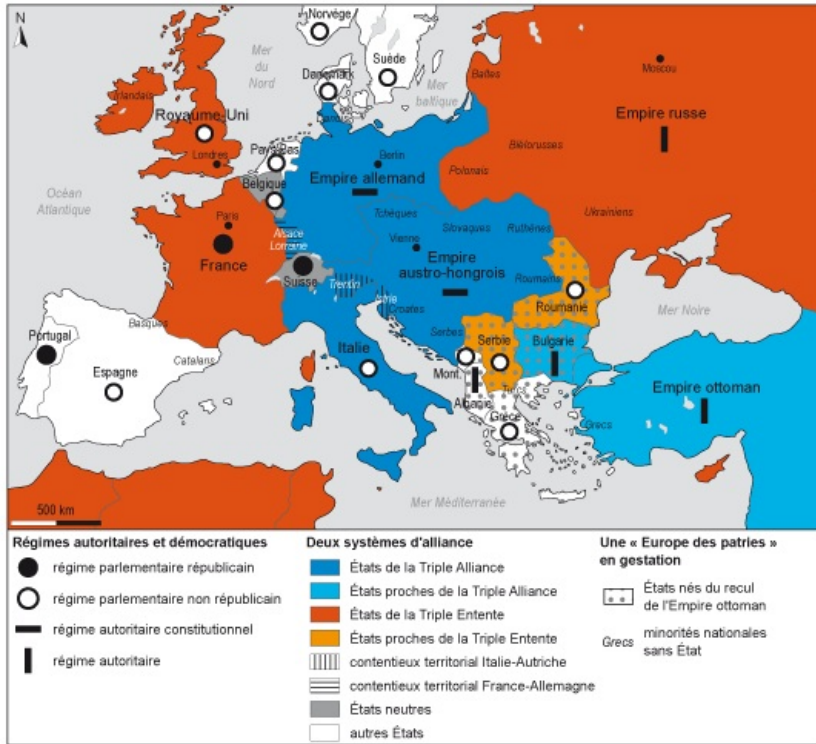 N
Norvège
Mer
du
Nord
Suède
Danemark
Mer
baltique
Baltes
Moscou
Irlandais
Royaume-Uni
Danois
Empire russe
Biélorusses
Londres
Pays-Bas
Berlin
Polonais
Belgique
Empire allemand
Océan
Atlantique
Paris
Tchèques
Slovaques
Ruthènes
Ukrainiens
Alsace
Lorraine
Vienne
France
Empire
austro-hongrois
Roumains
Suisse
Trentin
Istrie
Croates
Roumanie
Mer Noire
Basques
Serbes
Serbie
Bulgarie
Portugal
Catalans
Italie
Mont.
Espagne
Turcs
Empire ottoman
Albanie
Grèce
Grecs
Mer Méditerranée
500 km
Régimes autoritaires et démocratiques
régime parlementaire républicain
régime parlementaire non républicain
régime autoritaire constitutionnel
régime autoritaire
Deux systèmes d'alliance
États de la Triple Alliance
États proches de la Triple Alliance
États de la Triple Entente
États proches de la Triple Entente
contentieux territorial Italie-Autriche
contentieux territorial France-Allemagne
États neutres
autres États
Une « Europe des patries »
en gestation
États nés du recul
de l'Empire ottoman
Grecs
minorités nationales
sans État